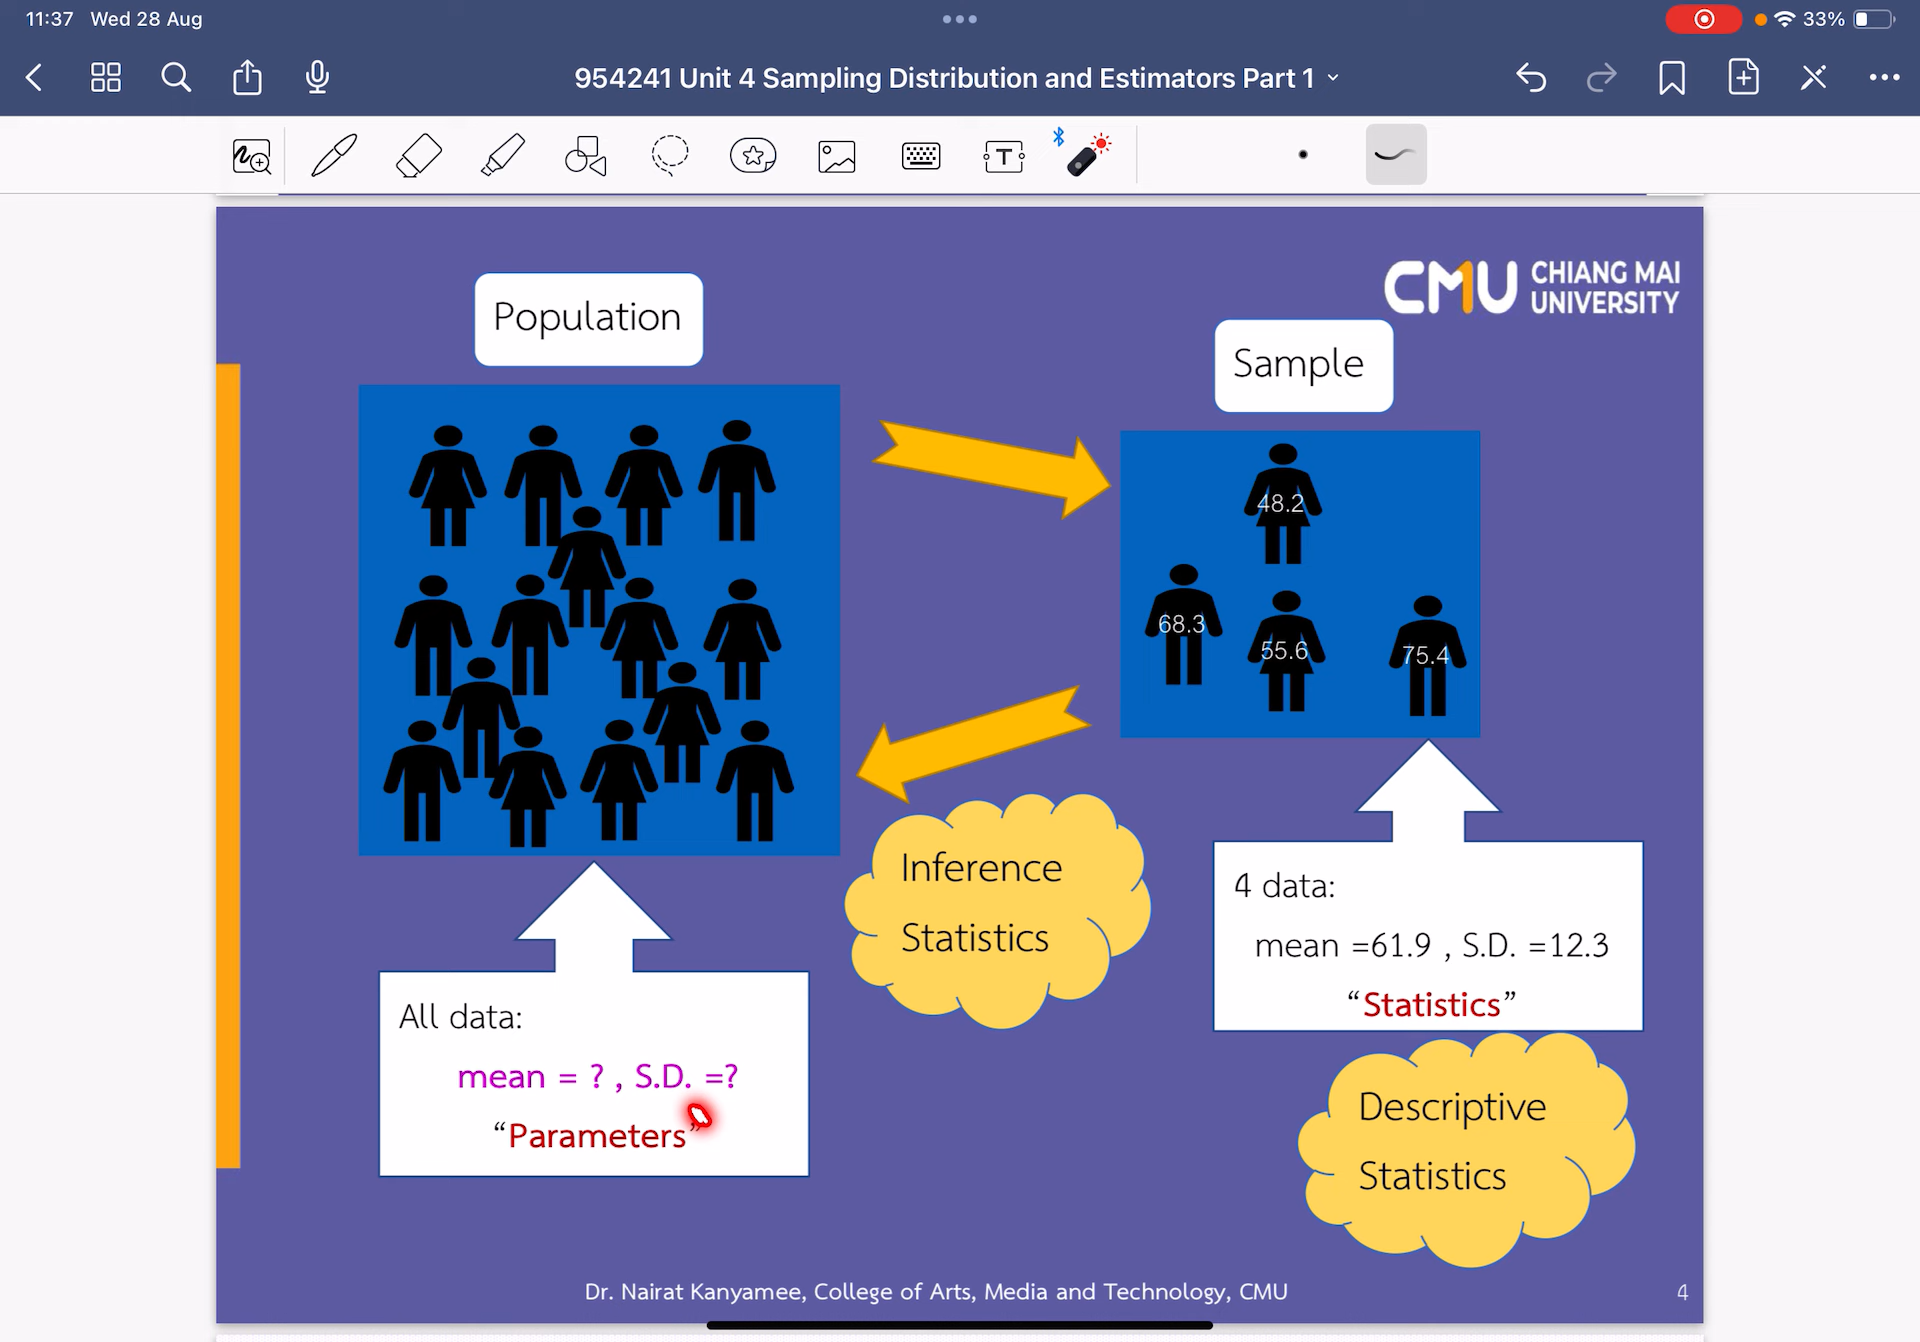 11:37 Wed 28 Aug
33%
954241 Unit 4 Sampling Distribution and Estimators Part 1
T
CMU CHIANG MAI
UNIVERSITY
Population
Sample
48.2
68.3
55.6
75.4
Inference
Statistics
4 data:
mean =61.9 , S.D. =12.3
“Statistics”
All data:
mean = ? , S.D. =?
“Parameters”
Descriptive
Statistics
Dr. Nairat Kanyamee, College of Arts, Media and Technology, CMU
4